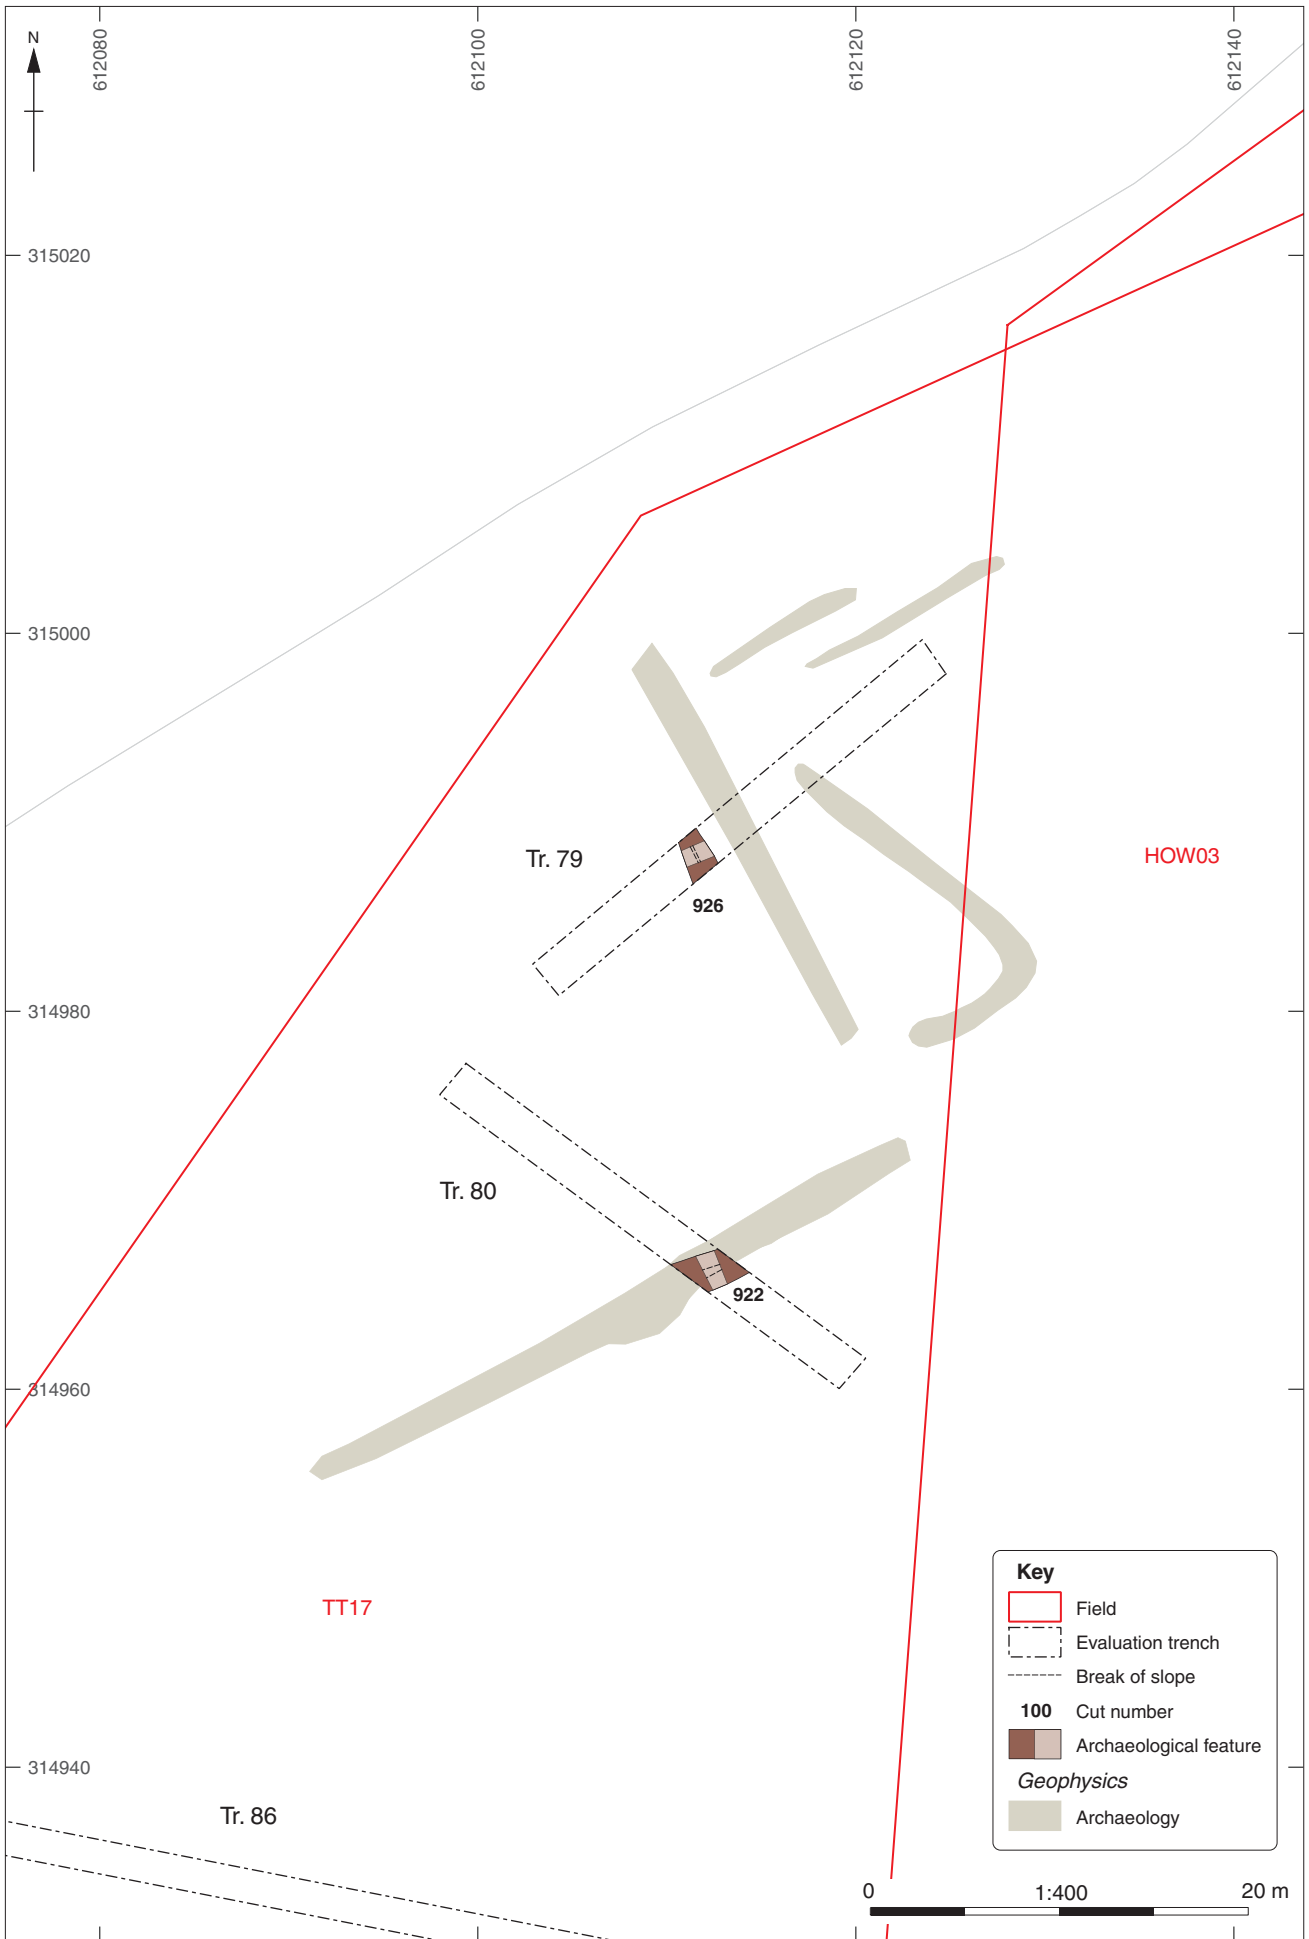 N
612080
612100
612120
612140
315020
315000
Tr. 79
HOW03
926
314980
Tr. 80
922
314960
TT17
Key
Field
Evaluation trench
Break of slope
100 Cut number
Archaeological feature
Geophysics
Archaeology
314940
Tr. 86
0 1:400 20 m